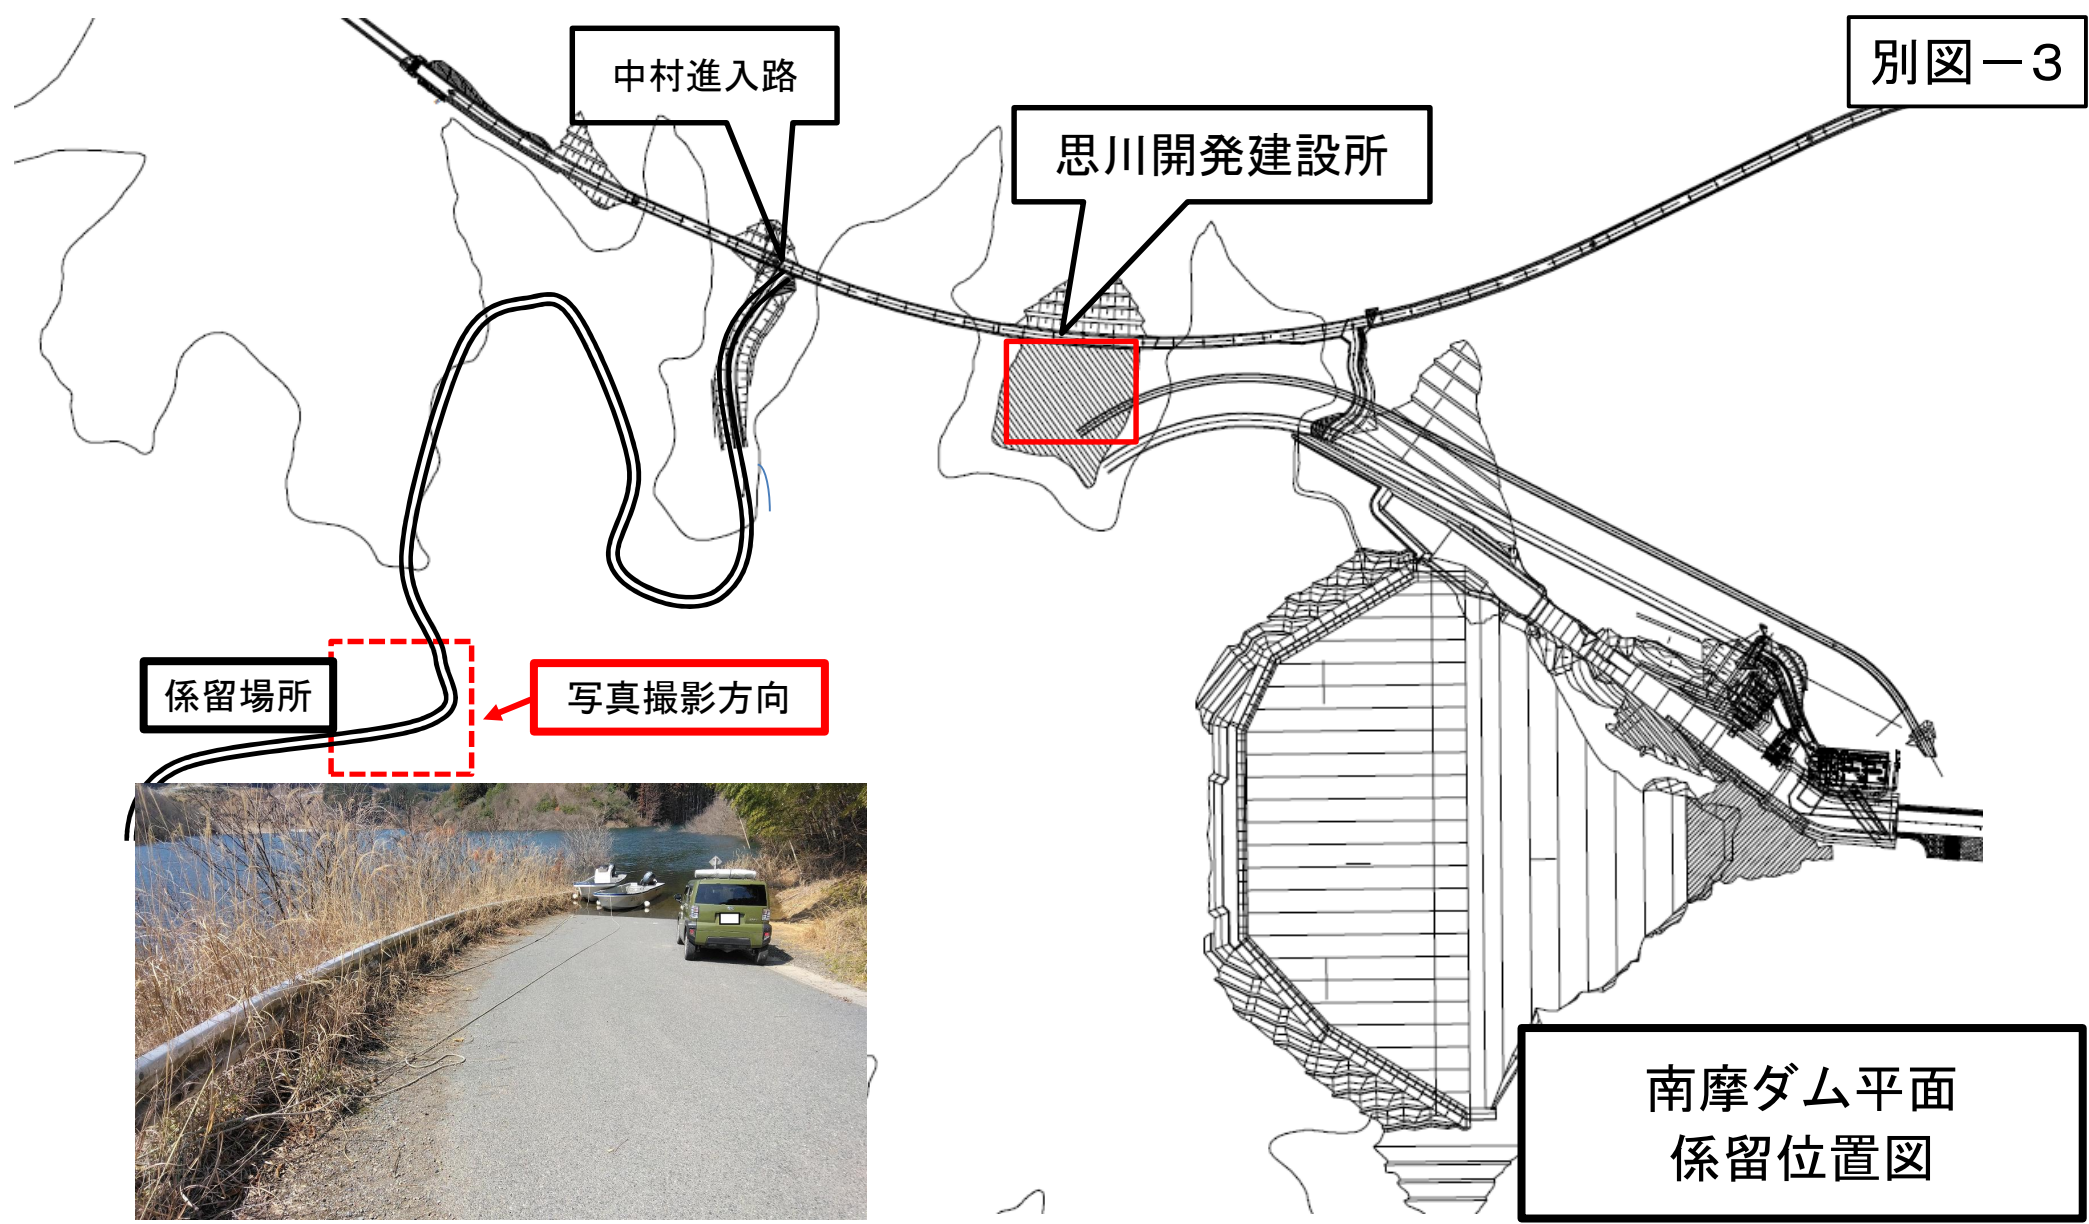 別図－３
中村進入路
思川開発建設所
係留場所
写真撮影方向
南摩ダム平面
係留位置図